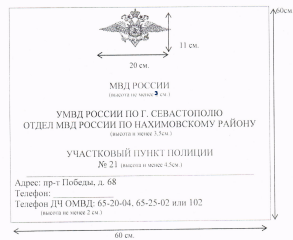 60см.
11 см.
20 см.
МВД РОССИИ
(высота не менее 3 см.)
УМВД РОССИИ ПО Г. СЕВАСТОПОЛЮ
ОТДЕЛ МВД РОССИИ ПО НАХИМОВСКОМУ РАЙОНУ
(высота н менее 3,5см.)
УЧАСТКОВЫЙ ПУНКТ ПОЛИЦИИ
№ 21 (высота н менее 4.5см.)
Адрес: пр-т Победы, д. 68
Телефон:
Телефон ДЧ ОМВД: 65-20-04, 65-25-02 или 102
(высота не менее 2 см.)
60 см.